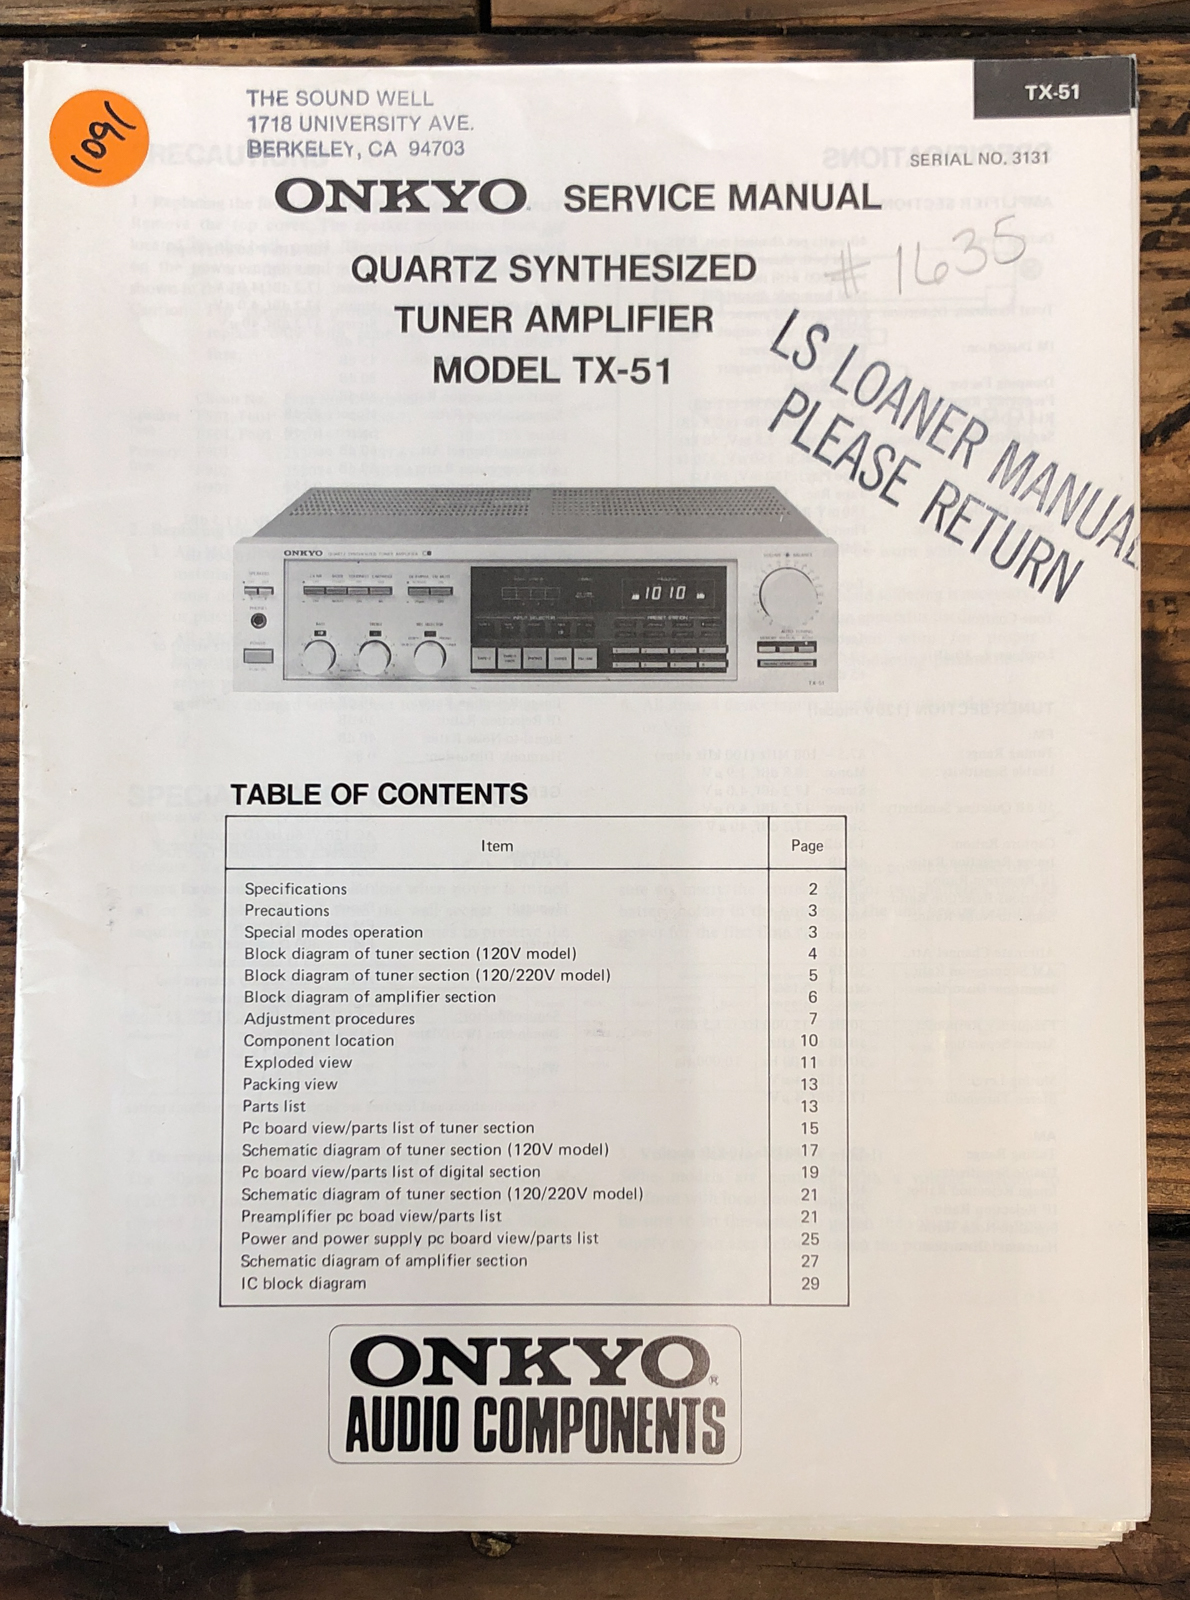 1091
THE SOUND WELL
1718 UNIVERSITY AVE.
BERKELEY, CA 94703
TX-51
SERIAL NO. 3131
ONKYO SERVICE MANUAL
# 1635
QUARTZ SYNTHESIZED
TUNER AMPLIFIER
MODEL TX-51
LS LOANER MANUAL
PLEASE RETURN
ONKYO
1010
INPUT SELECTOR
PRESET STATION
TX-51
TABLE OF CONTENTS
Item Page
Specifications 2
Precautions 3
Special modes operation 3
Block diagram of tuner section (120V model) 4
Block diagram of tuner section (120/220V model) 5
Block diagram of amplifier section 6
Adjustment procedures 7
Component location 10
Exploded view 11
Packing view 13
Parts list 13
Pc board view/parts list of tuner section 15
Schematic diagram of tuner section (120V model) 17
Pc board view/parts list of digital section 19
Schematic diagram of tuner section (120/220V model) 21
Preamplifier pc boad view/parts list 21
Power and power supply pc board view/parts list 25
Schematic diagram of amplifier section 27
IC block diagram 29
ONKYO®
AUDIO COMPONENTS